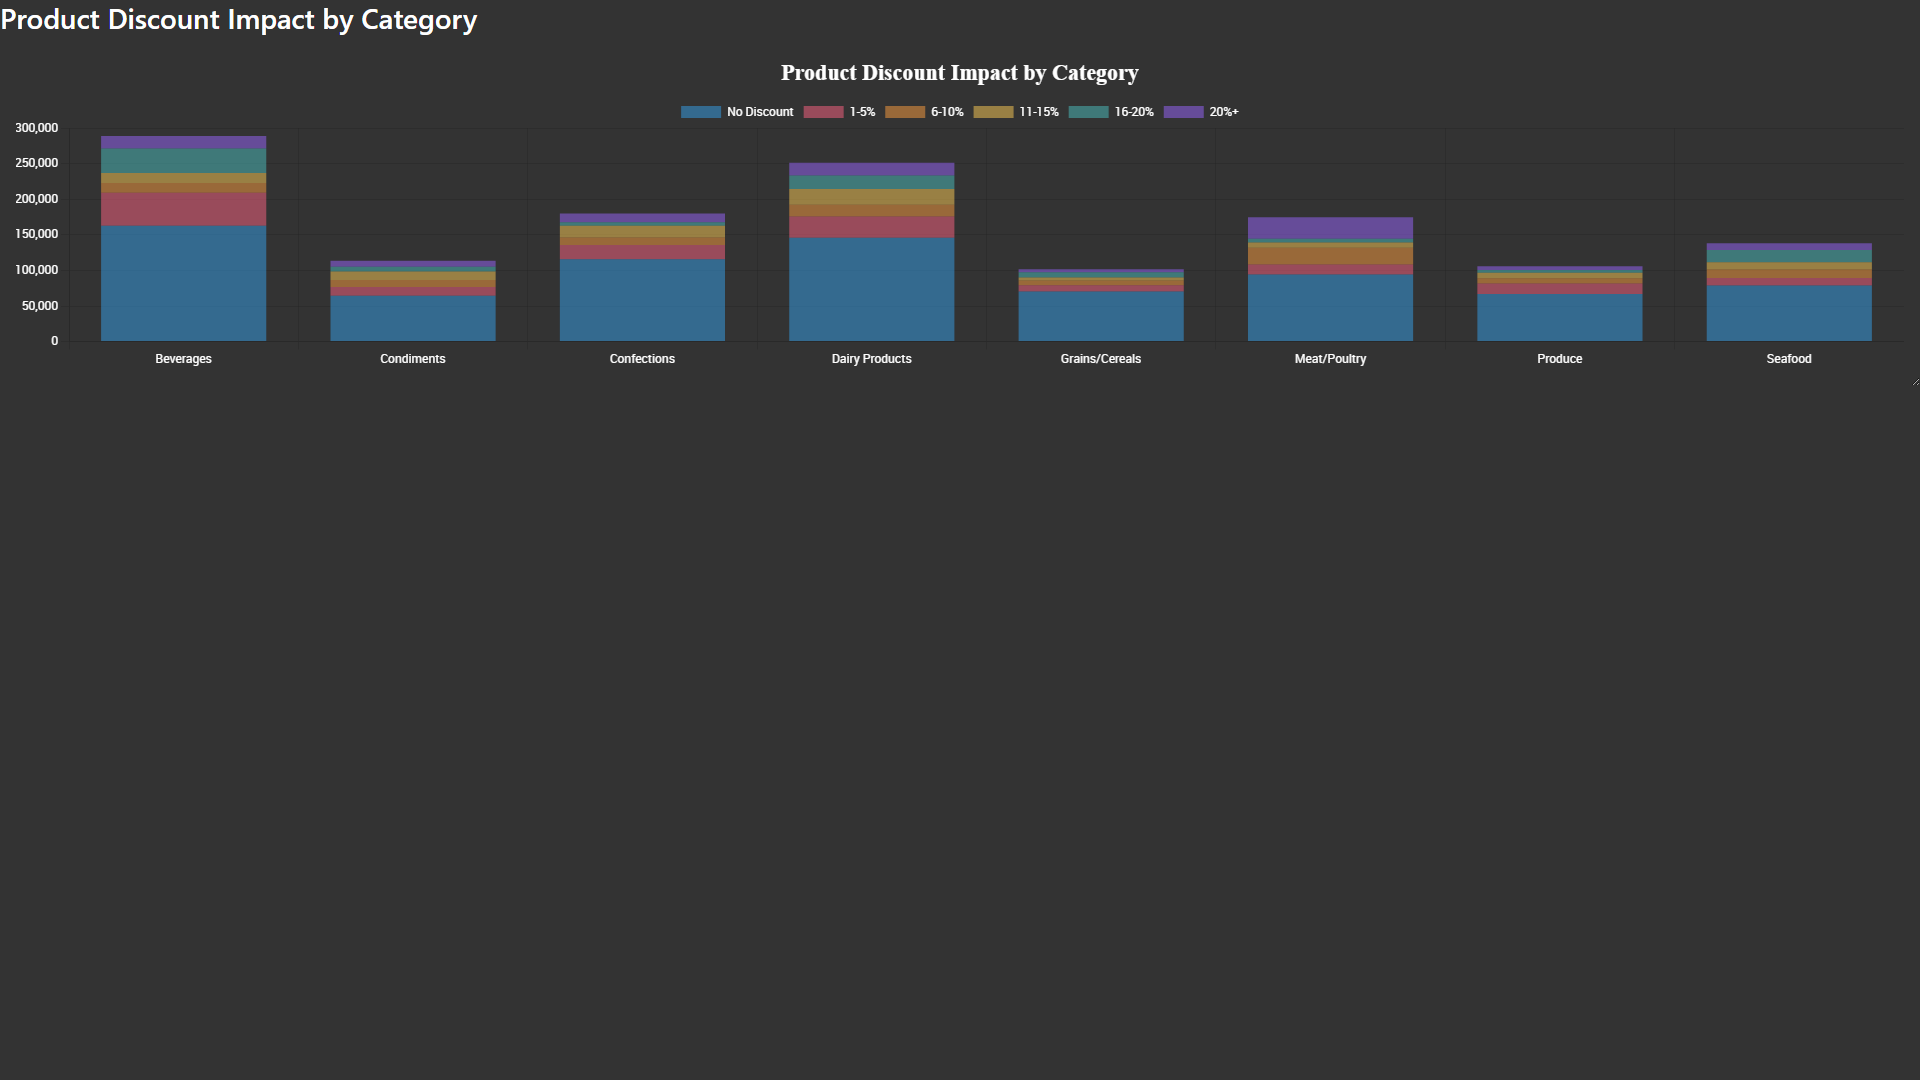 Product Discount Impact by Category
Product Discount Impact by Category
No Discount 1-5% 6-10% 11-15% 16-20% 20%+
300,000
250,000
200,000
150,000
100,000
50,000
0
Beverages Condiments Confections Dairy Products Grains/Cereals Meat/Poultry Produce Seafood